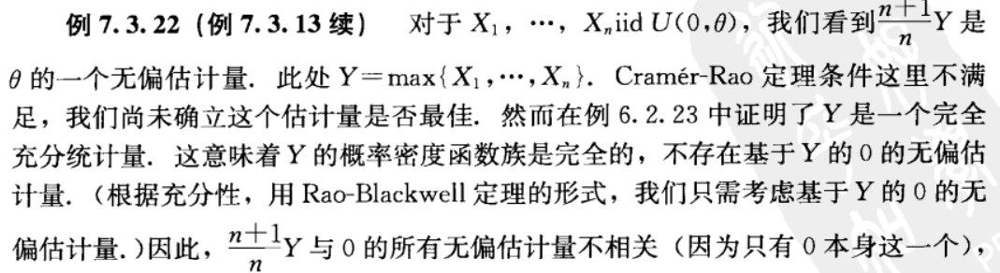 例 7.3.22 (例 7.3.13 续) 对于 X₁, ⋯, Xₙ iid U(0,θ), 我们看到 \frac{n+1}{n}Y 是
θ 的一个无偏估计量. 此处 Y=max{X₁,⋯,Xₙ}. Cramér-Rao 定理条件这里不满
足, 我们尚未确立这个估计量是否最佳. 然而在例 6.2.23 中证明了 Y 是一个完全
充分统计量. 这意味着 Y 的概率密度函数族是完全的, 不存在基于 Y 的 0 的无偏估
计量. (根据充分性, 用 Rao-Blackwell 定理的形式, 我们只需考虑基于 Y 的 0 的无
偏估计量.)因此, \frac{n+1}{n}Y 与 0 的所有无偏估计量不相关 (因为只有 0 本身这一个),